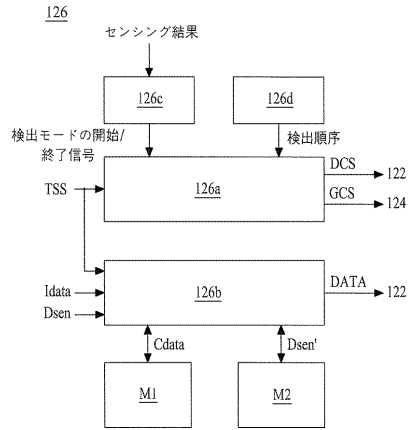 126
センシング結果
126c
126d
検出モードの開始/
終了信号
検出順序
TSS
126a
DCS
122
GCS
124
Idata
Dsen
126b
DATA
122
Cdata
Dsen'
M1
M2